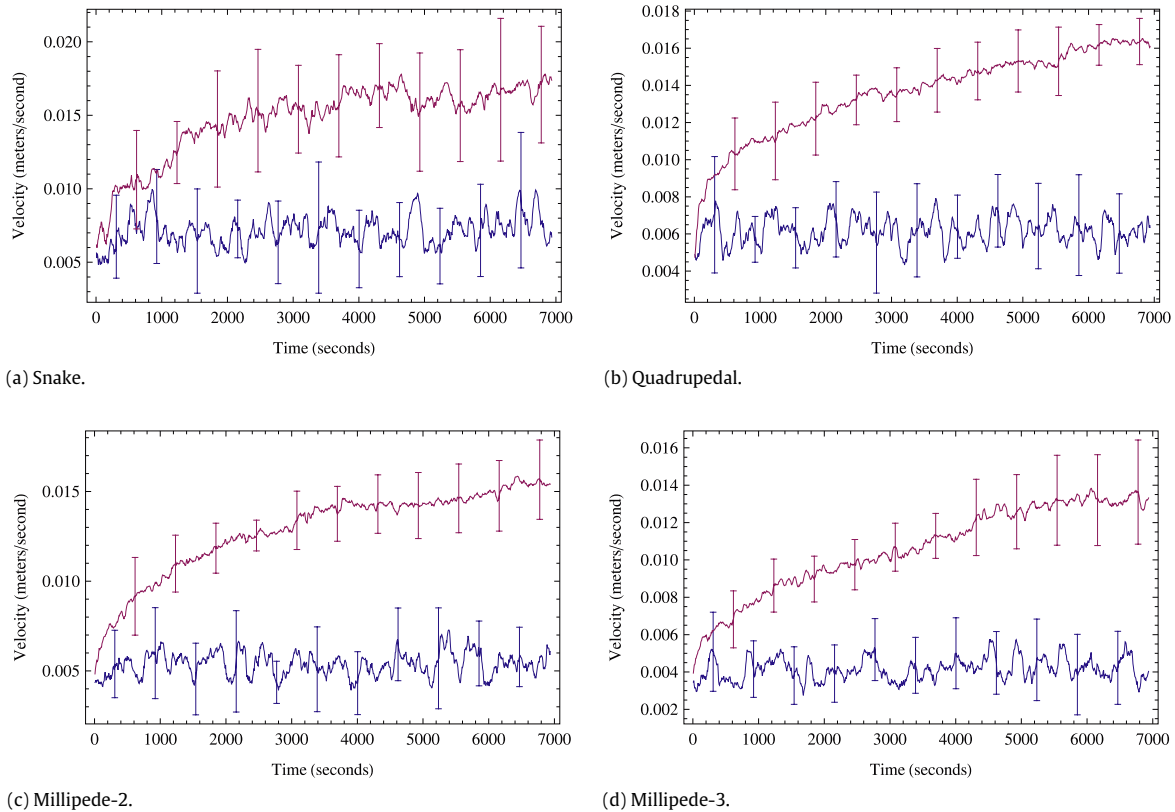 0.020
0.015
0.010
0.005
Velocity (meters/second)
0 1000 2000 3000 4000 5000 6000 7000
Time (seconds)
(a) Snake.
0.018
0.016
0.014
0.012
0.010
0.008
0.006
0.004
Velocity (meters/second)
0 1000 2000 3000 4000 5000 6000 7000
Time (seconds)
(b) Quadrupedal.
0.015
0.010
0.005
Velocity (meters/second)
0 1000 2000 3000 4000 5000 6000 7000
Time (seconds)
(c) Millipede-2.
0.016
0.014
0.012
0.010
0.008
0.006
0.004
0.002
Velocity (meters/second)
0 1000 2000 3000 4000 5000 6000 7000
Time (seconds)
(d) Millipede-3.